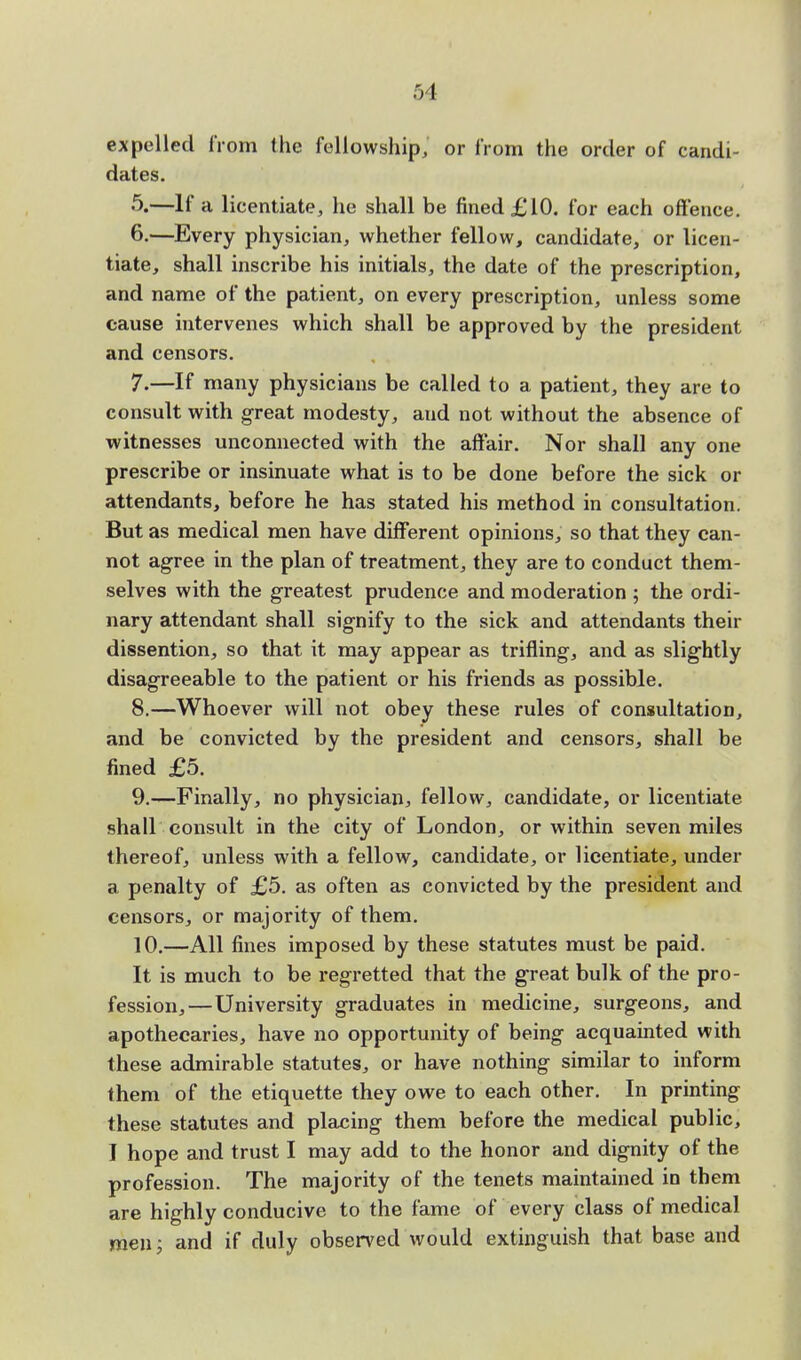 54
expelled from the fellowship, or from the order of candi-
dates.
5.—If a licentiate, he shall be fined £10. for each offence.
6.—Every physician, whether fellow, candidate, or licen-
tiate, shall inscribe his initials, the date of the prescription,
and name of the patient, on every prescription, unless some
cause intervenes which shall be approved by the president
and censors.
7.—If many physicians be called to a patient, they are to
consult with great modesty, and not without the absence of
witnesses unconnected with the affair. Nor shall any one
prescribe or insinuate what is to be done before the sick or
attendants, before he has stated his method in consultation.
But as medical men have different opinions, so that they can-
not agree in the plan of treatment, they are to conduct them-
selves with the greatest prudence and moderation ; the ordi-
nary attendant shall signify to the sick and attendants their
dissention, so that it may appear as trifling, and as slightly
disagreeable to the patient or his friends as possible.
8.—Whoever will not obey these rules of consultation,
and be convicted by the president and censors, shall be
fined £5.
9.—Finally, no physician, fellow, candidate, or licentiate
shall consult in the city of London, or within seven miles
thereof, unless with a fellow, candidate, or licentiate, under
a penalty of £5. as often as convicted by the president and
censors, or majority of them.
10.—All fines imposed by these statutes must be paid.
It is much to be regretted that the great bulk of the pro-
fession,—University graduates in medicine, surgeons, and
apothecaries, have no opportunity of being acquainted with
these admirable statutes, or have nothing similar to inform
them of the etiquette they owe to each other. In printing
these statutes and placing them before the medical public,
I hope and trust I may add to the honor and dignity of the
profession. The majority of the tenets maintained in them
are highly conducive to the fame of every class of medical
men; and if duly observed would extinguish that base and